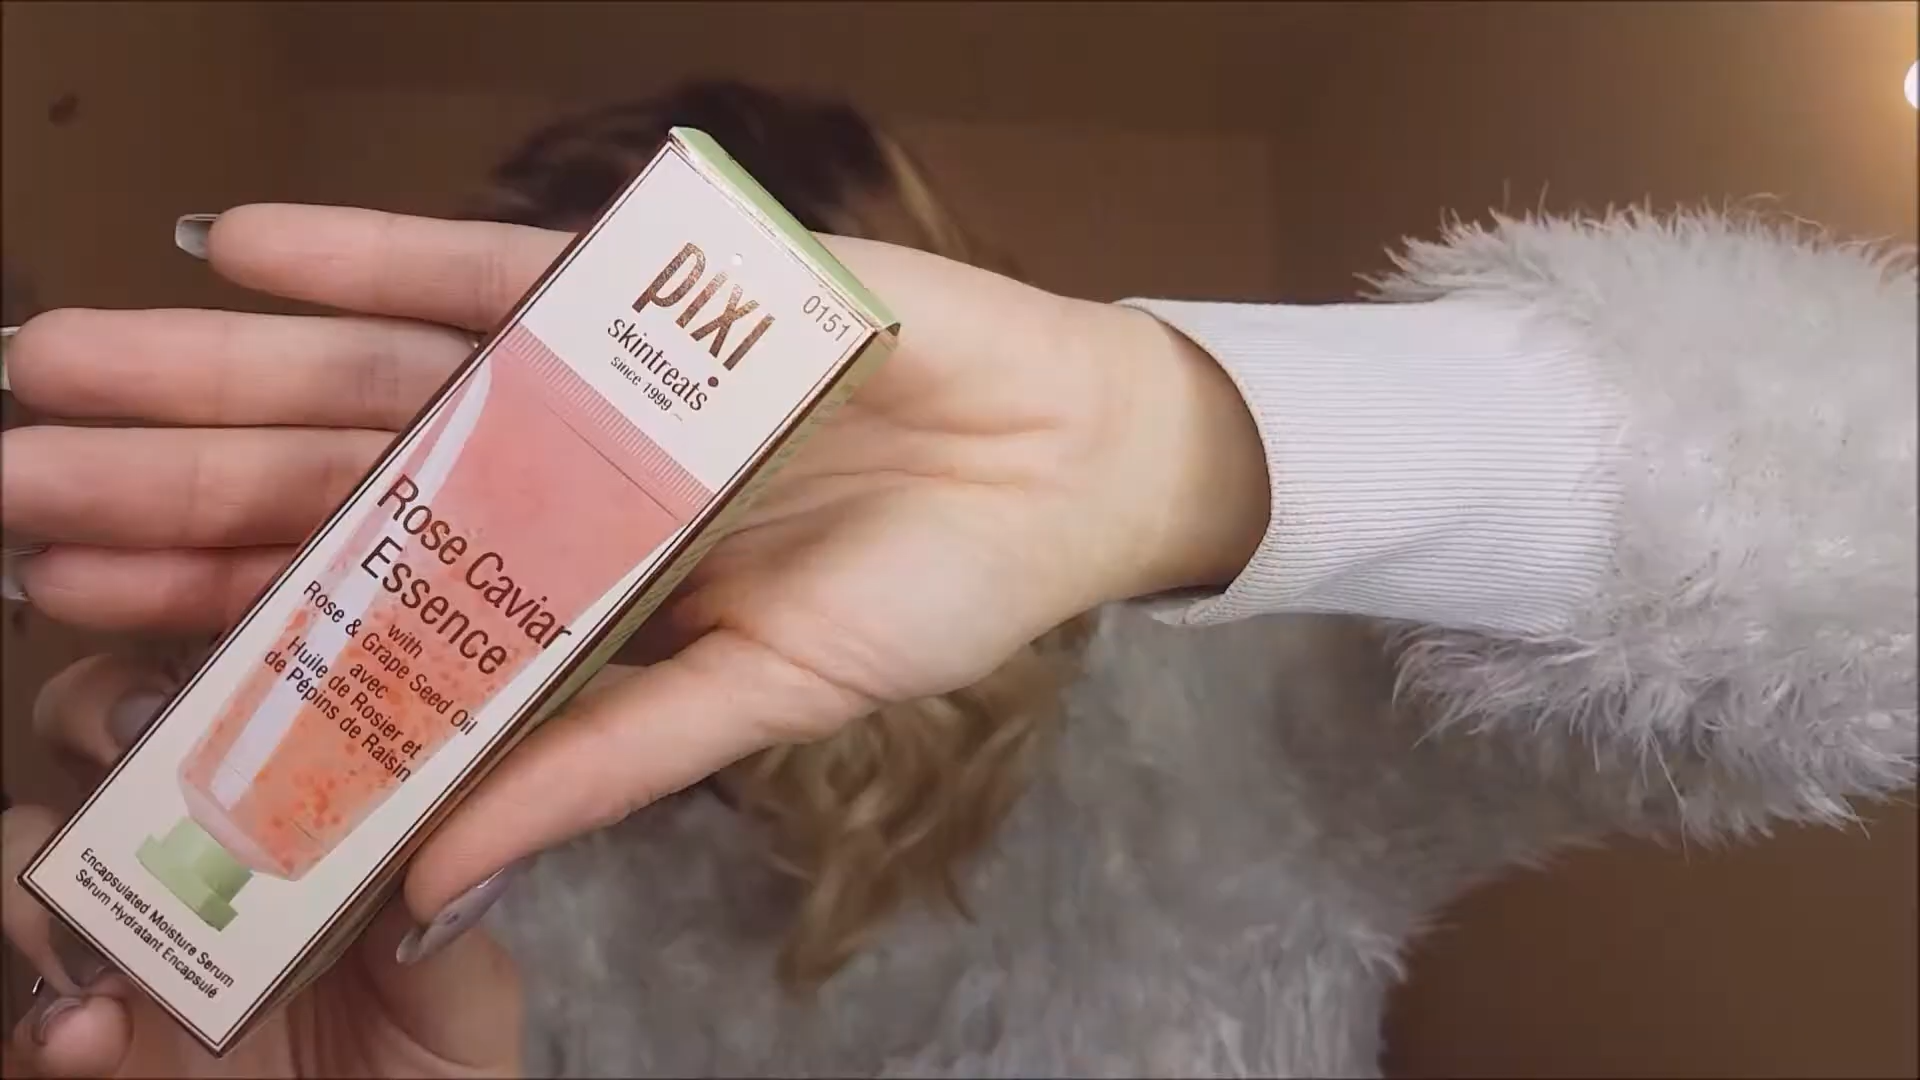 pixi
0151
skintreats
since 1999
Rose Caviar
Essence
with
Rose & Grape Seed Oil
avec
Huile de Rosier et
de Pépins de Raisin
Encapsulated Moisture Serum
Sérum Hydratant Encapsulé